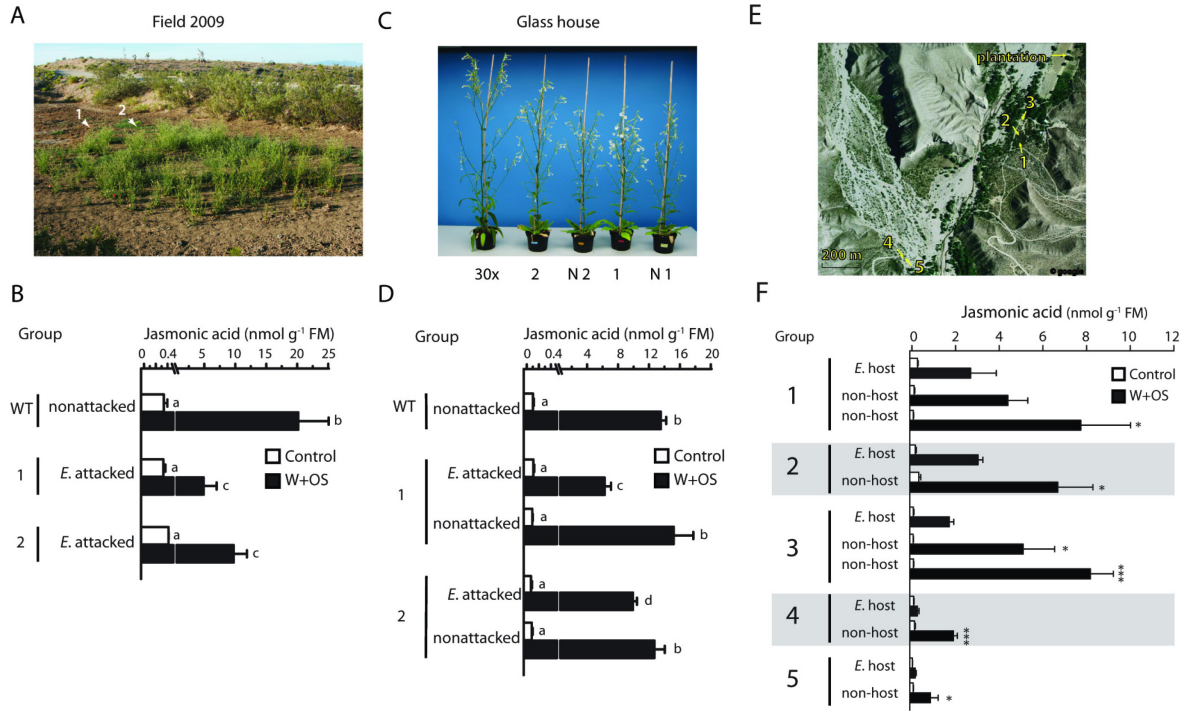 A
Field 2009
1
2
B
Group
Jasmonic acid (nmol g⁻¹ FM)
0 0.4 5 10 15 20 25
WT nonattacked
a
b
1 E. attacked
a
c
2 E. attacked
a
c
Control
W+OS
C
Glass house
30x 2 N 2 1 N 1
D
Group
Jasmonic acid (nmol g⁻¹ FM)
0 0.4 4 8 12 16 20
WT nonattacked
a
b
1
E. attacked
a
c
nonattacked
a
b
2
E. attacked
a
d
nonattacked
a
b
Control
W+OS
E
plantation
3
2
1
4
5
200 m
© google
F
Jasmonic acid (nmol g⁻¹ FM)
Group
0 2 4 6 8 10 12
1
E. host
non-host
non-host
*
2
E. host
non-host
*
3
E. host
non-host
*
non-host
***
4
E. host
non-host
***
5
E. host
non-host
*
Control
W+OS